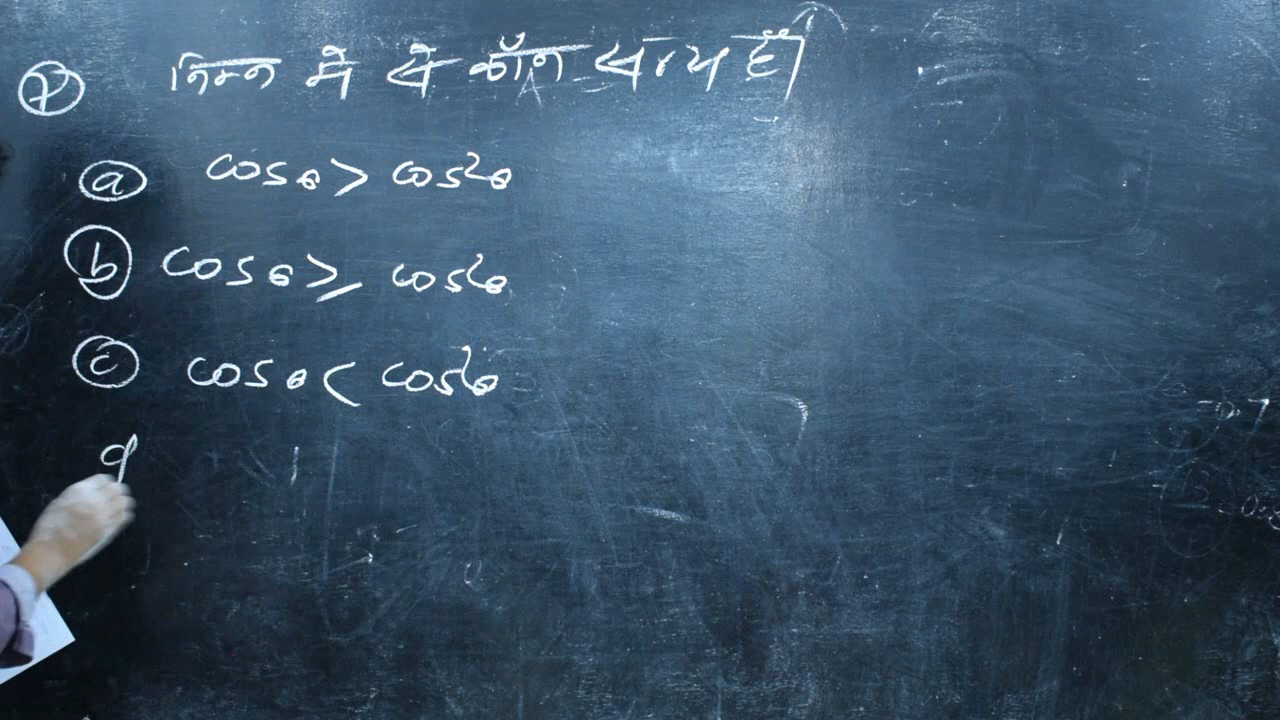 Q निम्न में से कौन सत्य हैं।
a cosθ > cos²θ
b cosθ ≥ cos²θ
c cosθ < cos²θ